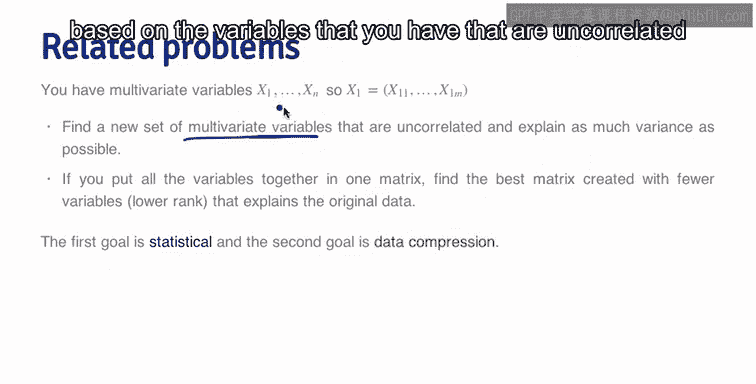 based on the variables that you have that are uncorrelated
Related problems
You have multivariate variables X₁, …, Xₙ so X₁ = (X₁₁, …, X₁ₘ)
· Find a new set of multivariate variables that are uncorrelated and explain as much variance as
possible.
· If you put all the variables together in one matrix, find the best matrix created with fewer
variables (lower rank) that explains the original data.
The first goal is statistical and the second goal is data compression.